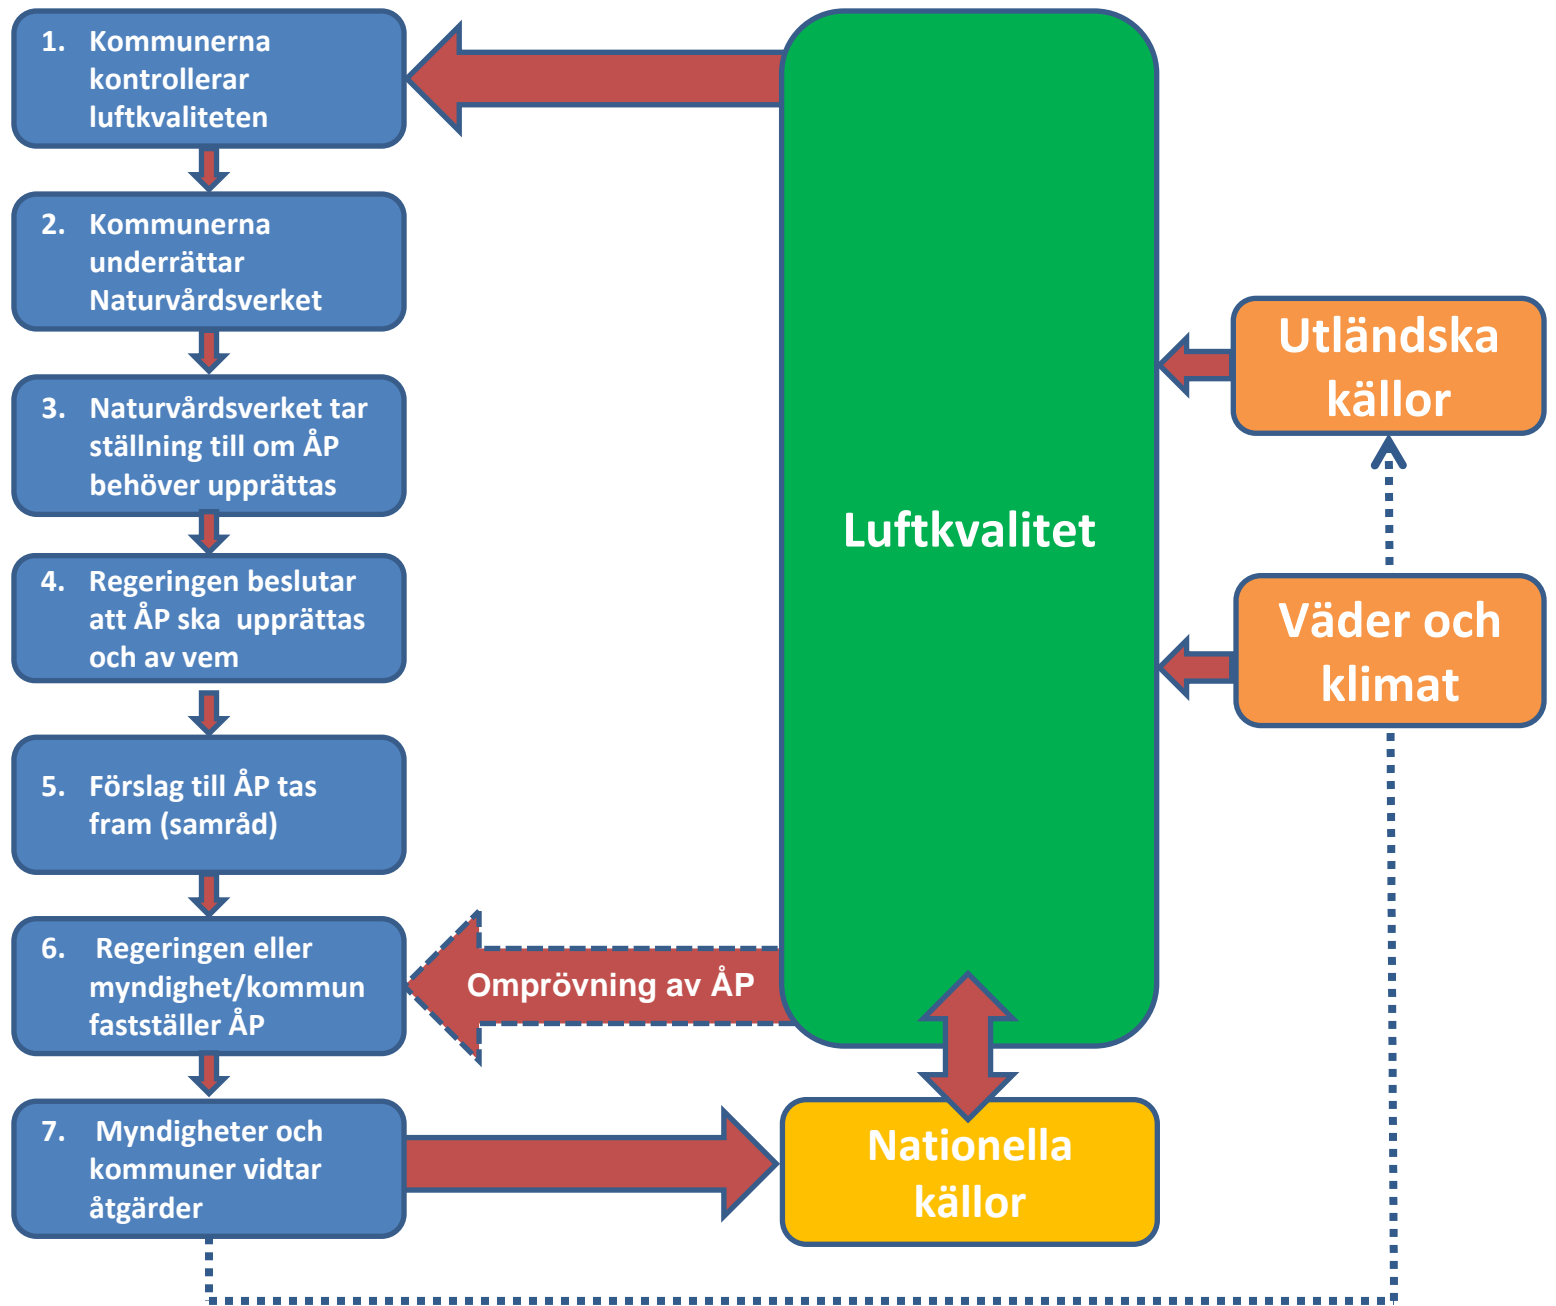 1. Kommunerna
kontrollerar
luftkvaliteten
2. Kommunerna
underrättar
Naturvårdsverket
3. Naturvårdsverket tar
ställning till om ÅP
behöver upprättas
4. Regeringen beslutar
att ÅP ska upprättas
och av vem
5. Förslag till ÅP tas
fram (samråd)
6. Regeringen eller
myndighet/kommun
fastställer ÅP
7. Myndigheter och
kommuner vidtar
åtgärder
Omprövning av ÅP
Luftkvalitet
Nationella
källor
Utländska
källor
Väder och
klimat